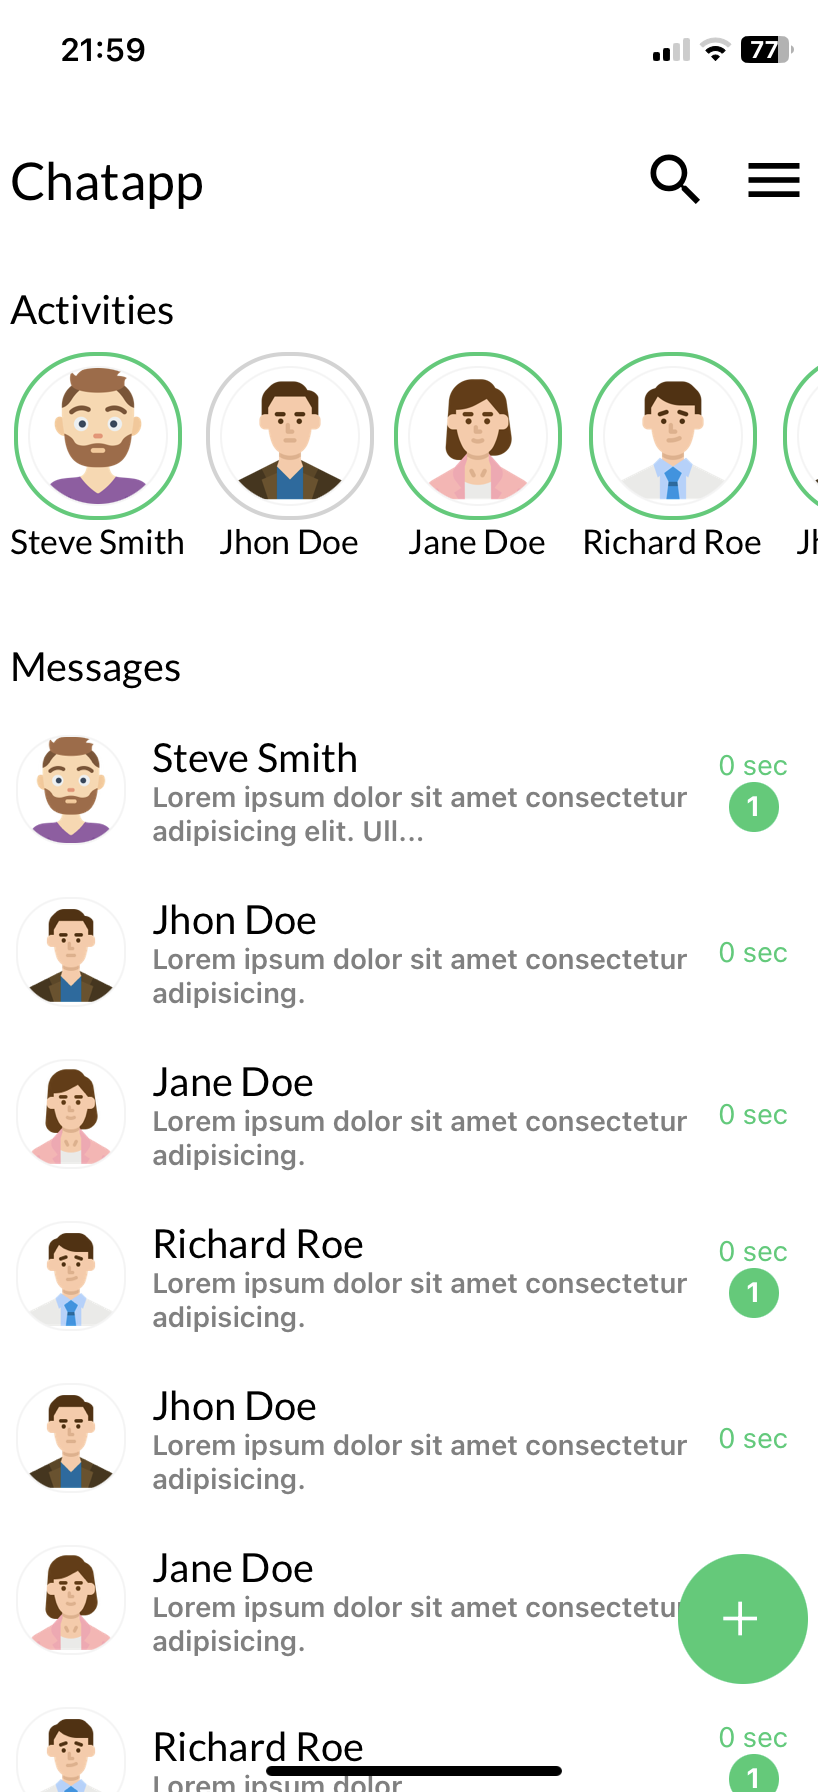 21:59
77
Chatapp
Activities
Steve Smith
Jhon Doe
Jane Doe
Richard Roe
Messages
Steve Smith
0 sec
Lorem ipsum dolor sit amet consectetur
1
adipisicing elit. Ull...
Jhon Doe
Lorem ipsum dolor sit amet consectetur
0 sec
adipisicing.
Jane Doe
Lorem ipsum dolor sit amet consectetur
0 sec
adipisicing.
Richard Roe
0 sec
Lorem ipsum dolor sit amet consectetur
1
adipisicing.
Jhon Doe
Lorem ipsum dolor sit amet consectetur
0 sec
adipisicing.
Jane Doe
Lorem ipsum dolor sit amet consectetur
adipisicing.
Richard Roe
0 sec
Lorem ipsum dolor
1